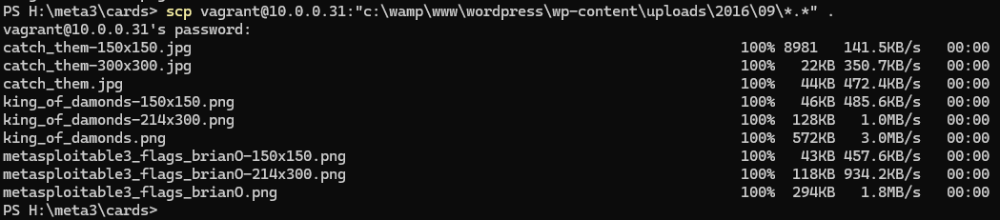 PS H:\meta3\cards> scp vagrant@10.0.0.31:"c:\wamp\www\wordpress\wp-content\uploads\2016\09\*.*" .
vagrant@10.0.0.31's password:
catch_them-150x150.jpg 100% 8981 141.5KB/s 00:00
catch_them-300x300.jpg 100% 22KB 350.7KB/s 00:00
catch_them.jpg 100% 44KB 472.4KB/s 00:00
king_of_damonds-150x150.png 100% 46KB 485.6KB/s 00:00
king_of_damonds-214x300.png 100% 128KB 1.0MB/s 00:00
king_of_damonds.png 100% 572KB 3.0MB/s 00:00
metasploitable3_flags_brianO-150x150.png 100% 43KB 457.6KB/s 00:00
metasploitable3_flags_brianO-214x300.png 100% 118KB 934.2KB/s 00:00
metasploitable3_flags_brianO.png 100% 294KB 1.8MB/s 00:00
PS H:\meta3\cards>